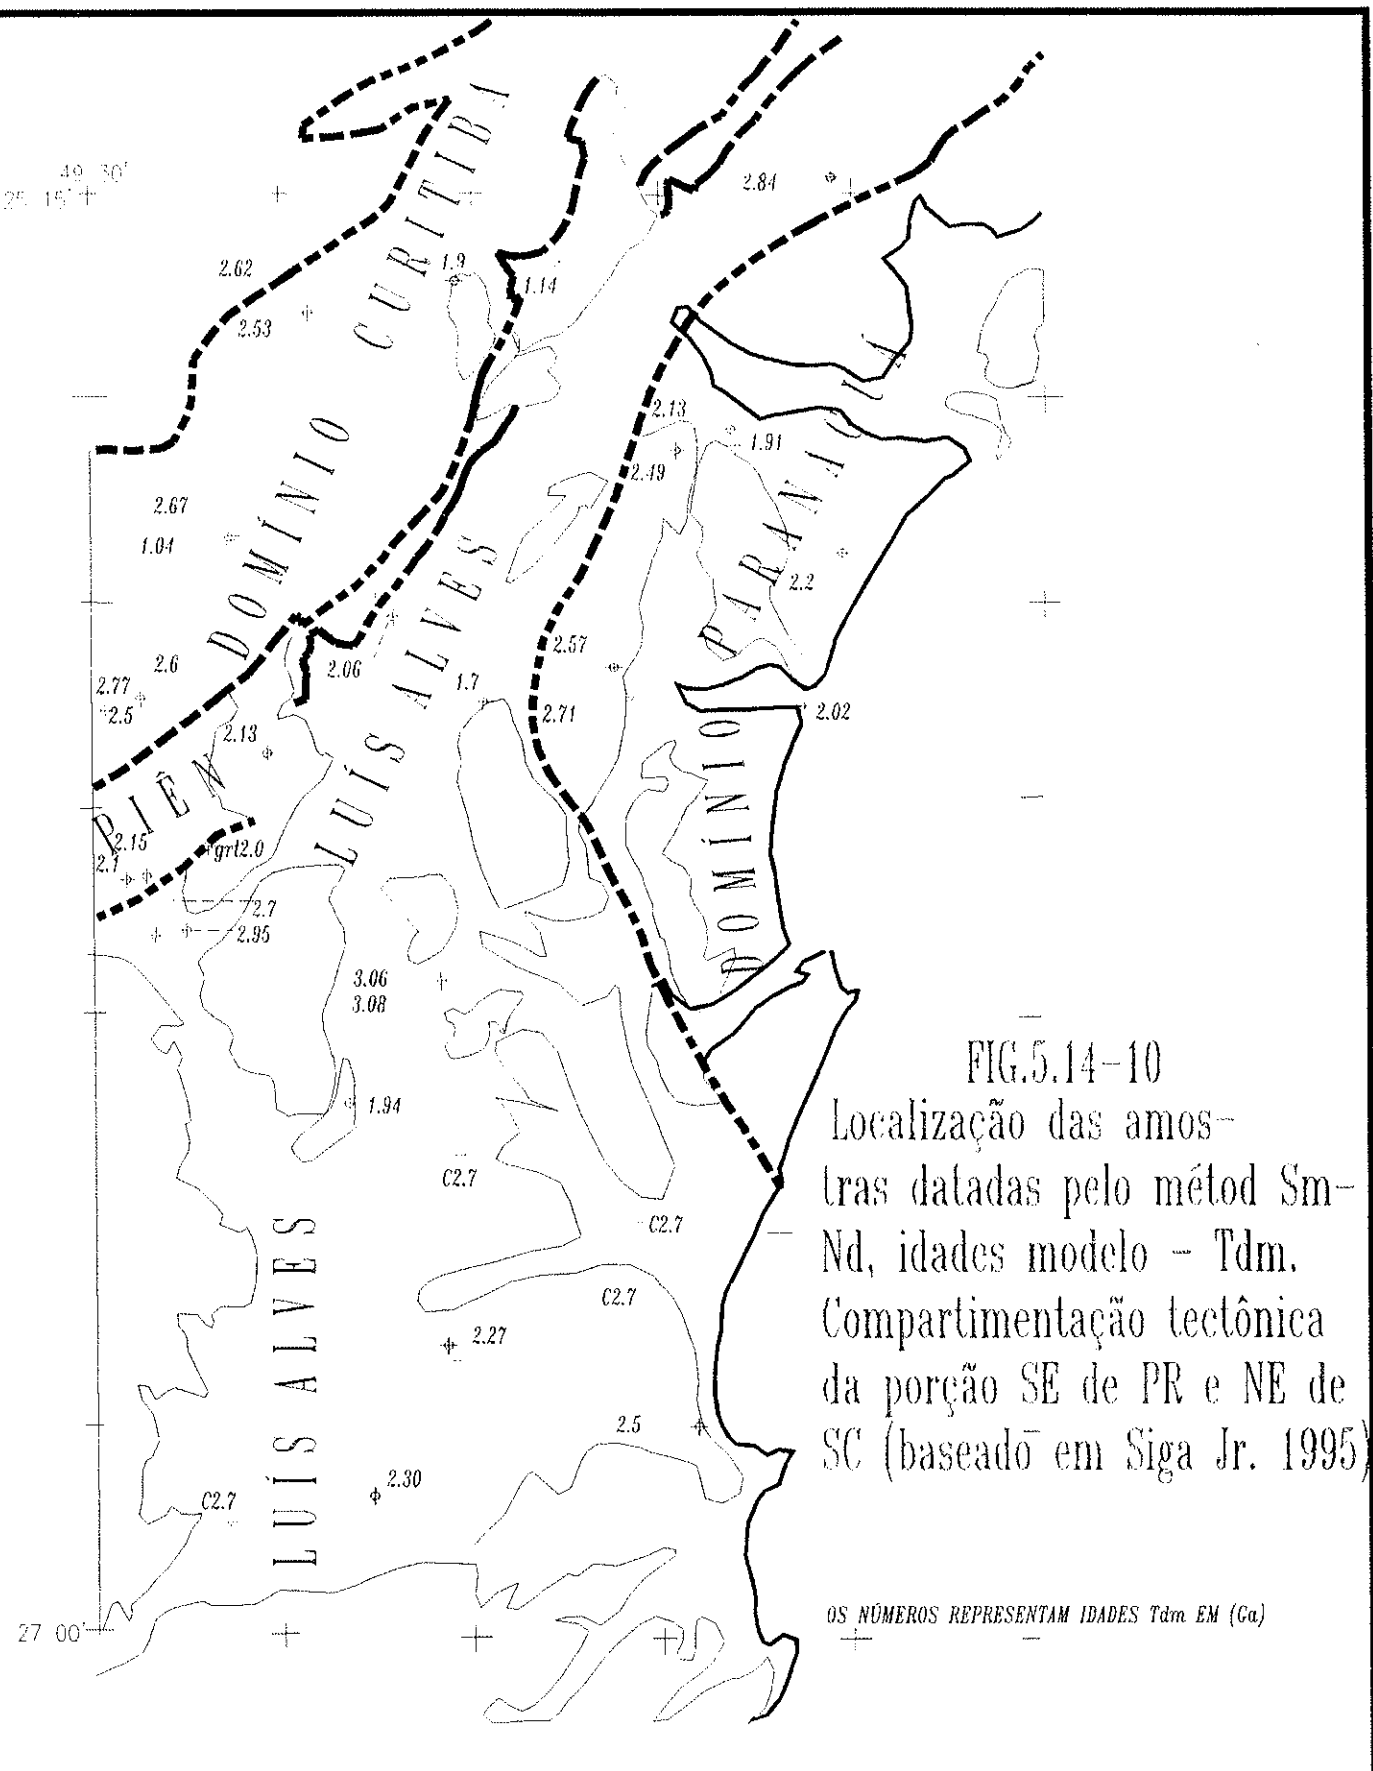 49 30'
25 15'
2.84
2.62
1.9
1.14
2.53
DOMÍNIO CURITIBA
2.13
1.91
2.49
2.67
1.04
DOMÍNIO PARANAGUÁ
2.2
2.6
2.06
2.57
2.77
2.5
1.7
2.71
2.02
2.13
LUÍS ALVES
PIÊN
2.15
2.1
grt2.0
2.7
2.95
3.06
3.08
1.94
C2.7
C2.7
C2.7
2.27
2.5
2.30
C2.7
LUÍS ALVES
27 00'
FIG.5.14-10
Localização das amos-
tras datadas pelo métod Sm-
Nd, idades modelo - Tdm.
Compartimentação tectônica
da porção SE de PR e NE de
SC (baseado em Siga Jr. 1995)
OS NÚMEROS REPRESENTAM IDADES Tdm EM (Ga)